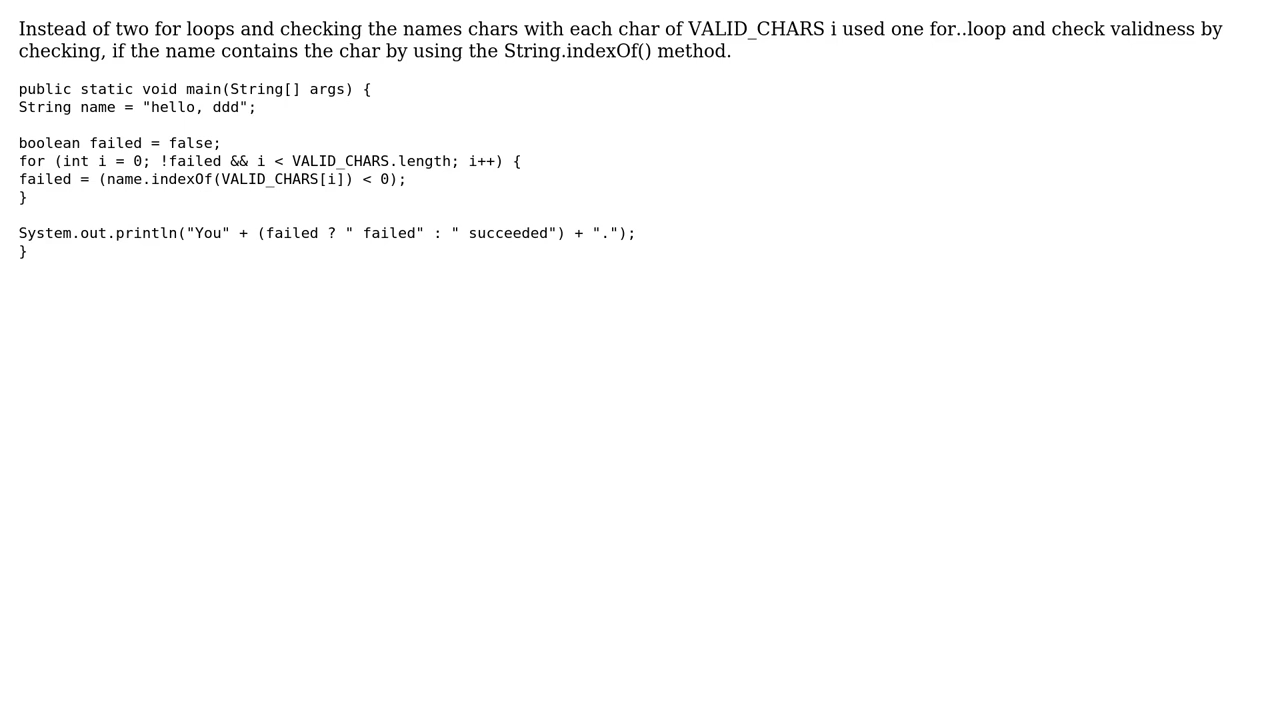 Instead of two for loops and checking the names chars with each char of VALID_CHARS i used one for..loop and check validness by
checking, if the name contains the char by using the String.indexOf() method.
public static void main(String[] args) {
String name = "hello, ddd";
boolean failed = false;
for (int i = 0; !failed && i < VALID_CHARS.length; i++) {
failed = (name.indexOf(VALID_CHARS[i]) < 0);
}
System.out.println("You" + (failed ? " failed" : " succeeded") + ".");
}